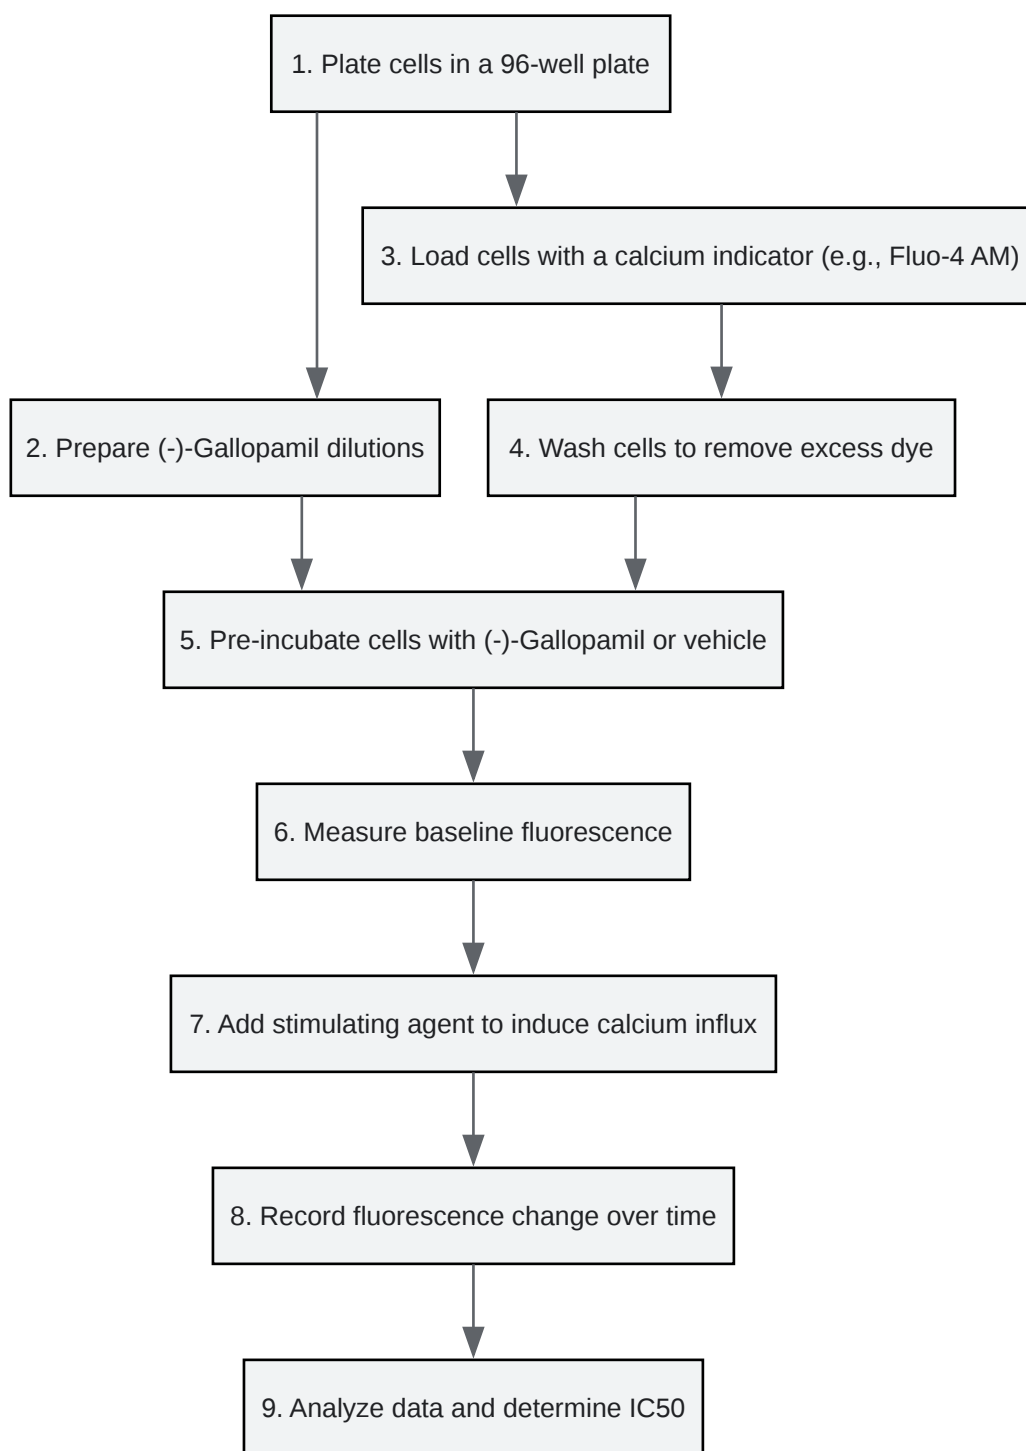 1. Plate cells in a 96-well plate
3. Load cells with a calcium indicator (e.g., Fluo-4 AM)
2. Prepare (-)-Gallopamil dilutions
4. Wash cells to remove excess dye
5. Pre-incubate cells with (-)-Gallopamil or vehicle
6. Measure baseline fluorescence
7. Add stimulating agent to induce calcium influx
8. Record fluorescence change over time
9. Analyze data and determine IC50